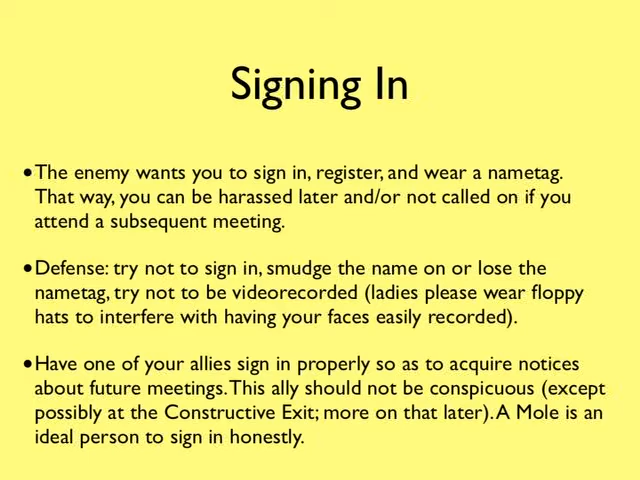 Signing In
•The enemy wants you to sign in, register, and wear a nametag.
That way, you can be harassed later and/or not called on if you
attend a subsequent meeting.
•Defense: try not to sign in, smudge the name on or lose the
nametag, try not to be videorecorded (ladies please wear floppy
hats to interfere with having your faces easily recorded).
•Have one of your allies sign in properly so as to acquire notices
about future meetings. This ally should not be conspicuous (except
possibly at the Constructive Exit; more on that later). A Mole is an
ideal person to sign in honestly.